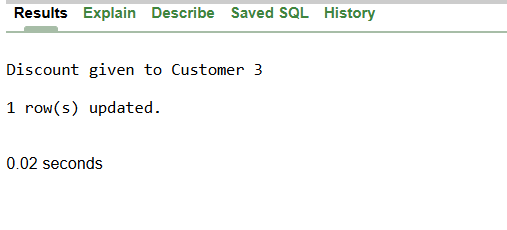 Results Explain Describe Saved SQL History
Discount given to Customer 3
1 row(s) updated.
0.02 seconds